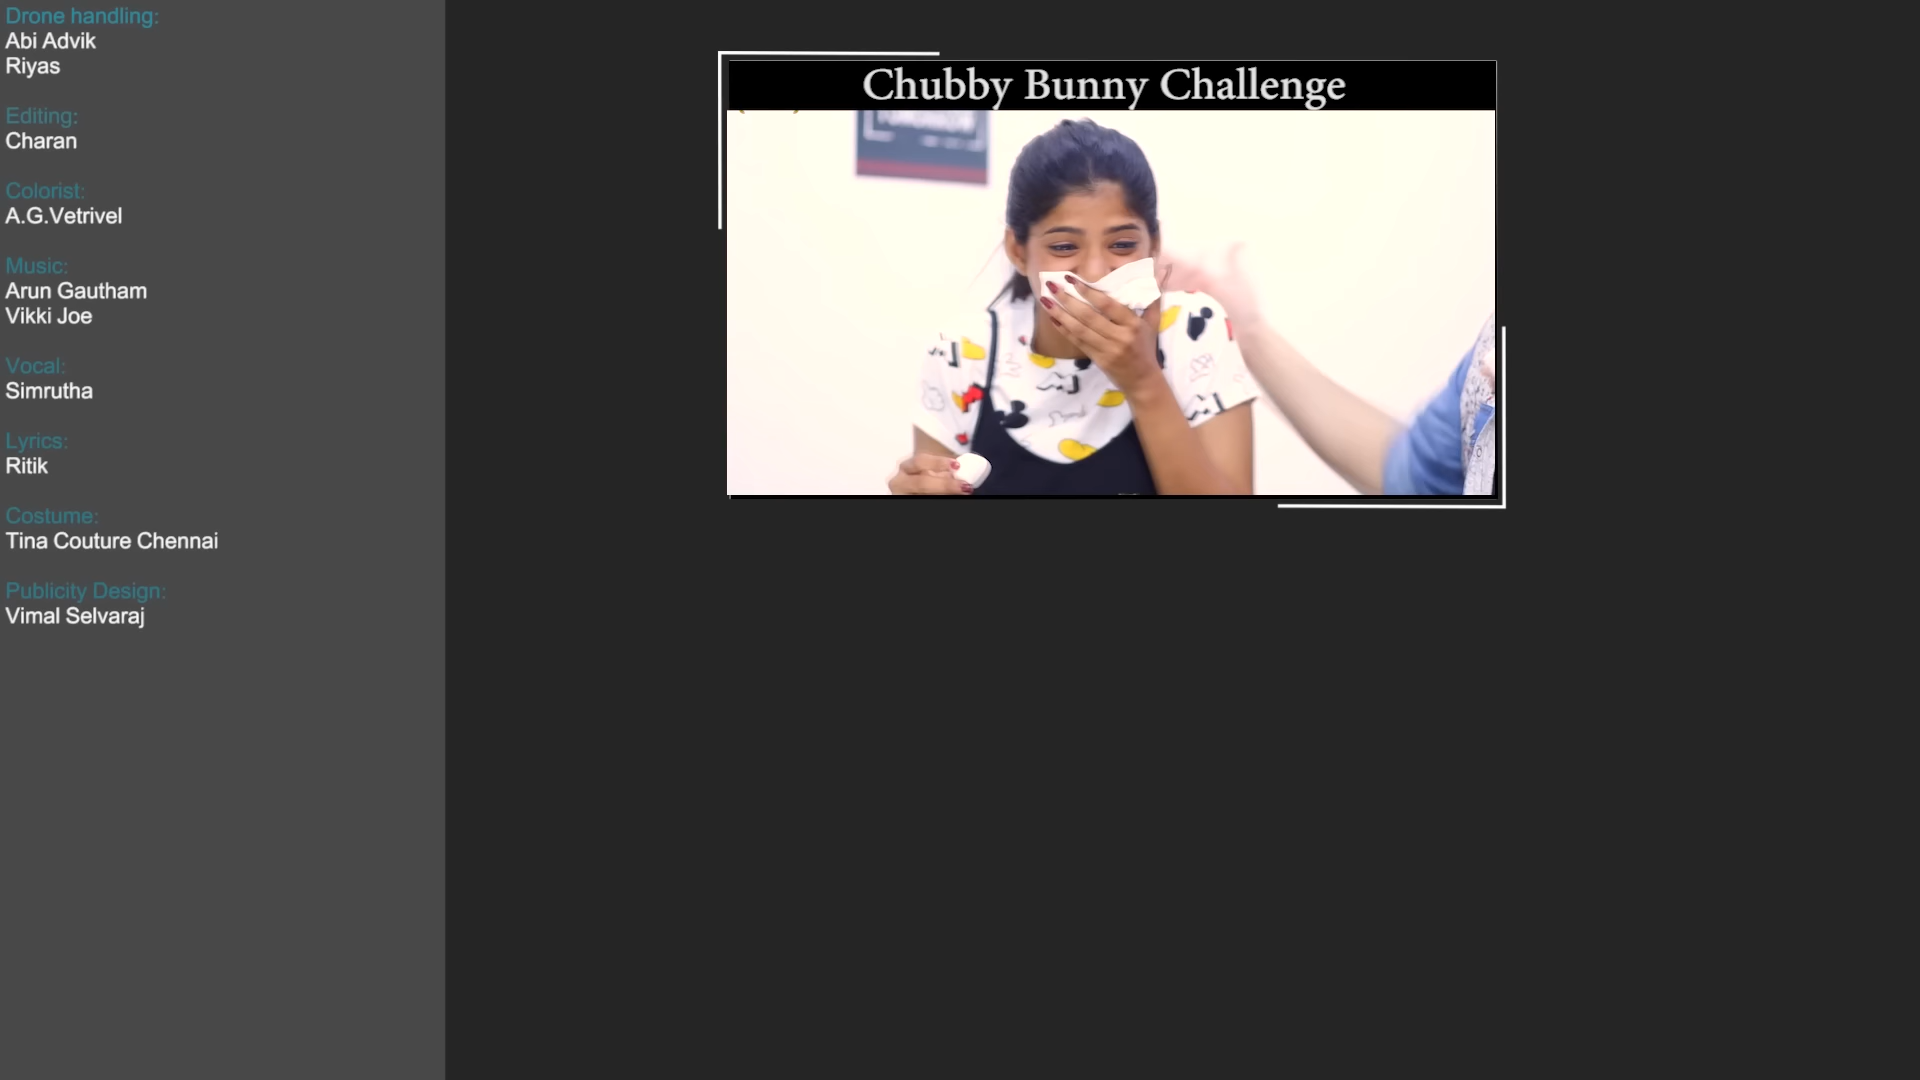 Drone handling:
Abi Advik
Riyas
Editing:
Charan
Colorist:
A.G.Vetrivel
Music:
Arun Gautham
Vikki Joe
Vocal:
Simrutha
Lyrics:
Ritik
Costume:
Tina Couture Chennai
Publicity Design:
Vimal Selvaraj
Chubby Bunny Challenge